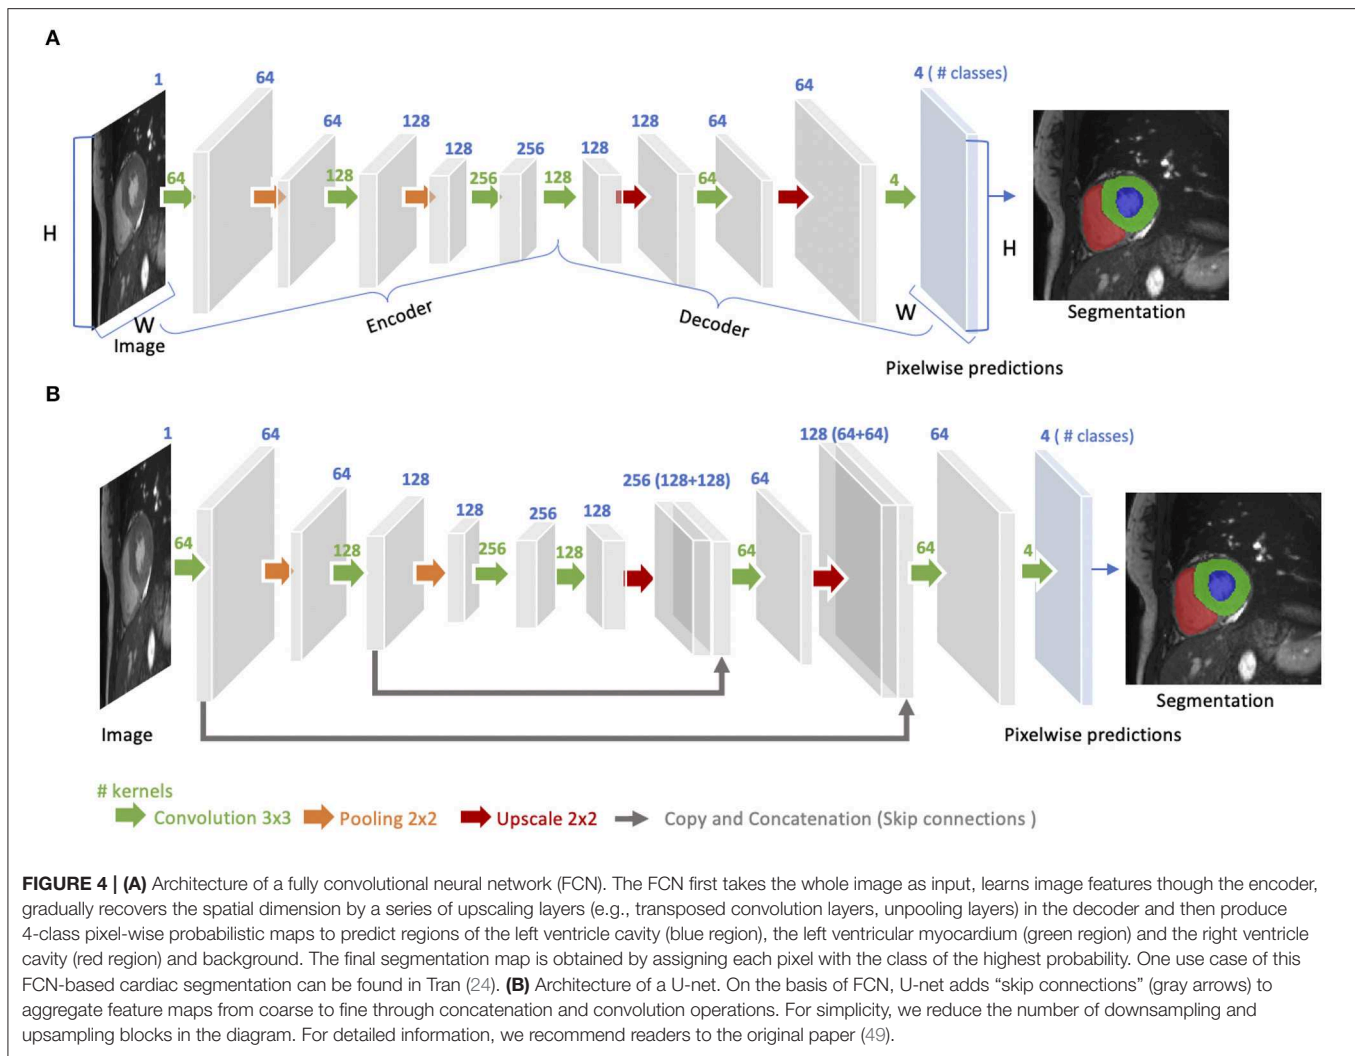 A
1
64
64
128
128
256
128
128
64
64
4 ( # classes)
64
128
256
128
64
4
H
H
W
W
Image
Encoder
Decoder
Segmentation
Pixelwise predictions
B
1
64
64
128
128
256
128
256 (128+128)
64
128 (64+64)
64
4 ( # classes)
64
128
256
128
64
64
4
Image
Segmentation
Pixelwise predictions
# kernels
Convolution 3x3 Pooling 2x2 Upscale 2x2 Copy and Concatenation (Skip connections )
FIGURE 4 | (A) Architecture of a fully convolutional neural network (FCN). The FCN first takes the whole image as input, learns image features though the encoder,
gradually recovers the spatial dimension by a series of upscaling layers (e.g., transposed convolution layers, unpooling layers) in the decoder and then produce
4-class pixel-wise probabilistic maps to predict regions of the left ventricle cavity (blue region), the left ventricular myocardium (green region) and the right ventricle
cavity (red region) and background. The final segmentation map is obtained by assigning each pixel with the class of the highest probability. One use case of this
FCN-based cardiac segmentation can be found in Tran (24). (B) Architecture of a U-net. On the basis of FCN, U-net adds “skip connections” (gray arrows) to
aggregate feature maps from coarse to fine through concatenation and convolution operations. For simplicity, we reduce the number of downsampling and
upsampling blocks in the diagram. For detailed information, we recommend readers to the original paper (49).